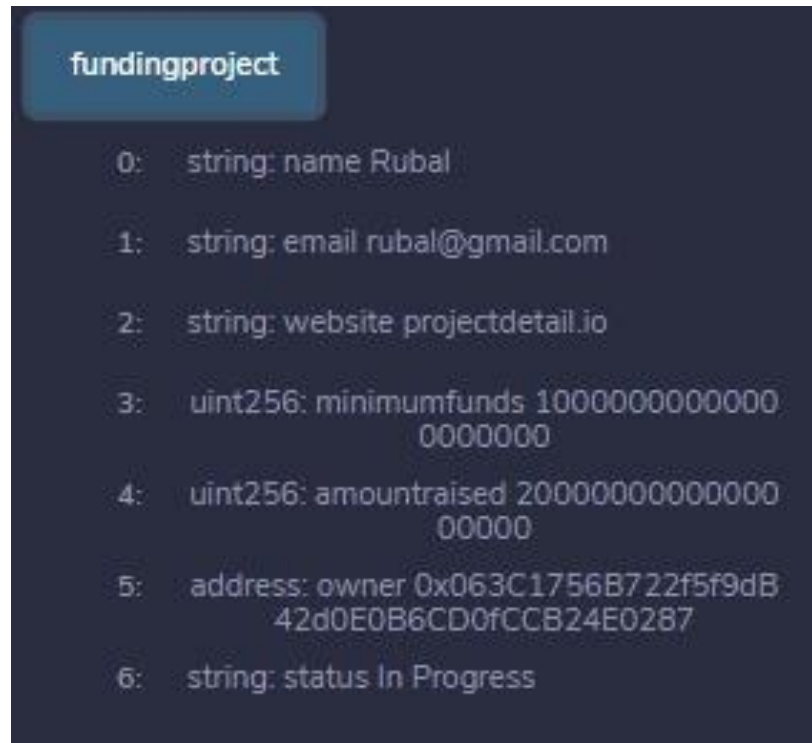 fundingproject
0: string: name Rubal
1: string: email rubal@gmail.com
2: string: website projectdetail.io
3: uint256: minimumfunds 1000000000000
0000000
4: uint256: amountraised 20000000000000
00000
5: address: owner 0x063C1756B722f5f9dB
42d0E0B6CD0fCCB24E0287
6: string: status In Progress